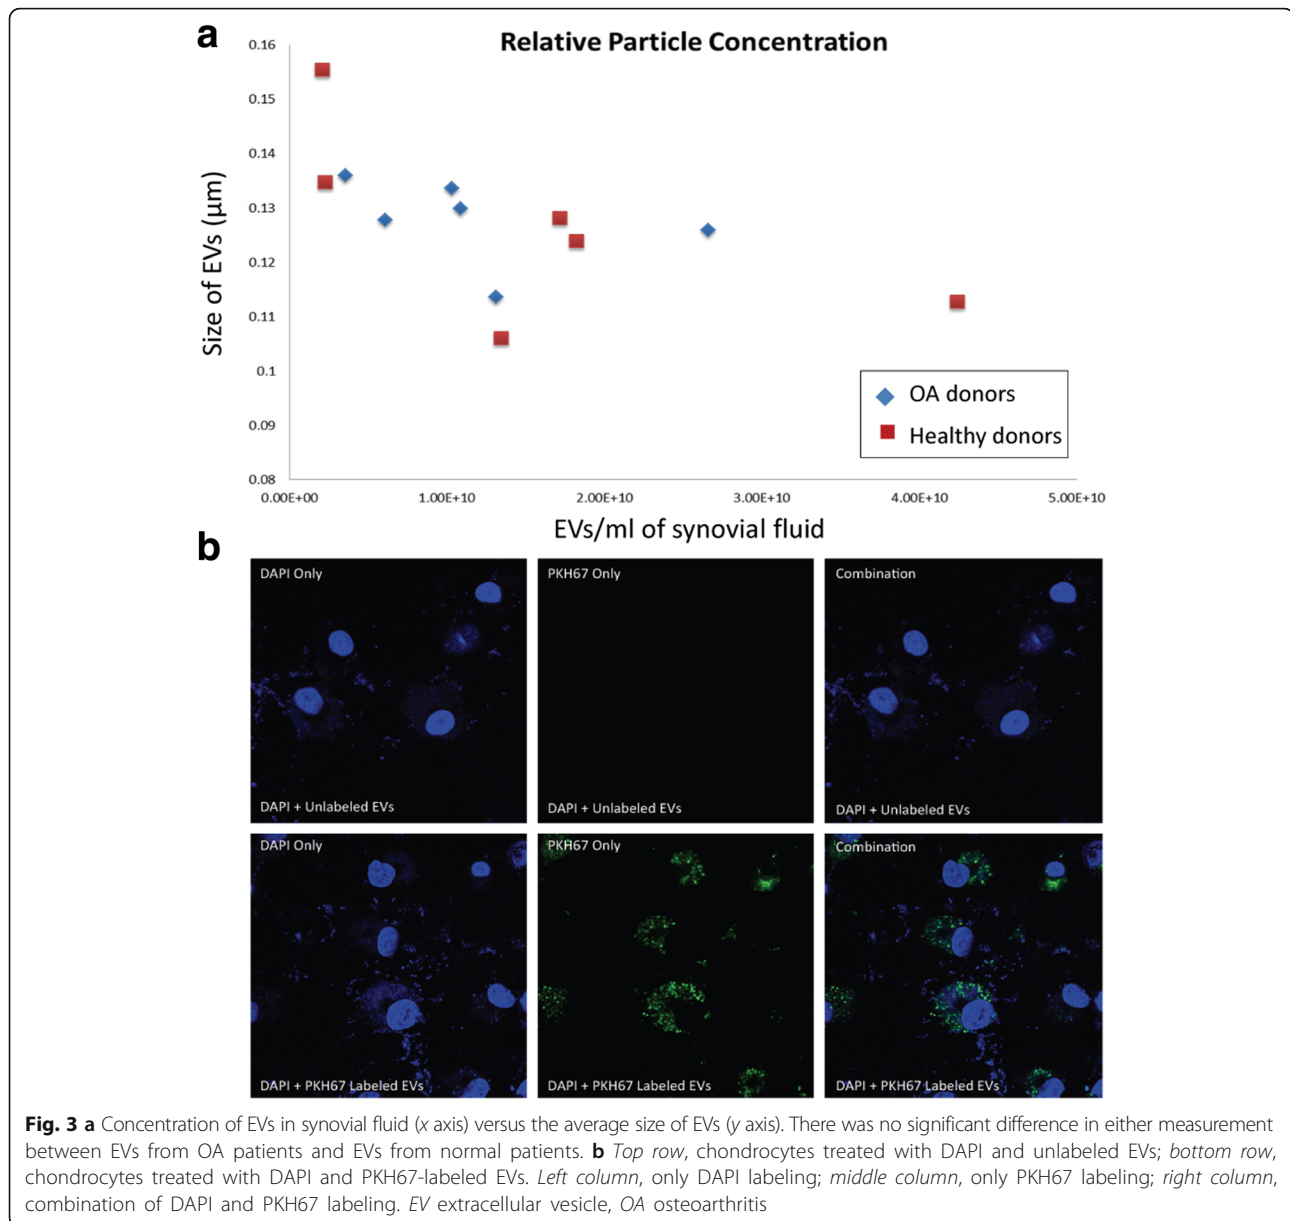 a
Relative Particle Concentration
0.16
0.15
0.14
0.13
0.12
0.11
0.1
0.09
0.08
Size of EVs (µm)
OA donors
Healthy donors
0.00E+00 1.00E+10 2.00E+10 3.00E+10 4.00E+10 5.00E+10
EVs/ml of synovial fluid
b
DAPI Only PKH67 Only Combination
DAPI + Unlabeled EVs DAPI + Unlabeled EVs DAPI + Unlabeled EVs
DAPI Only PKH67 Only Combination
DAPI + PKH67 Labeled EVs DAPI + PKH67 Labeled EVs DAPI + PKH67 Labeled EVs
Fig. 3 a Concentration of EVs in synovial fluid (x axis) versus the average size of EVs (y axis). There was no significant difference in either measurement
between EVs from OA patients and EVs from normal patients. b Top row, chondrocytes treated with DAPI and unlabeled EVs; bottom row,
chondrocytes treated with DAPI and PKH67-labeled EVs. Left column, only DAPI labeling; middle column, only PKH67 labeling; right column,
combination of DAPI and PKH67 labeling. EV extracellular vesicle, OA osteoarthritis